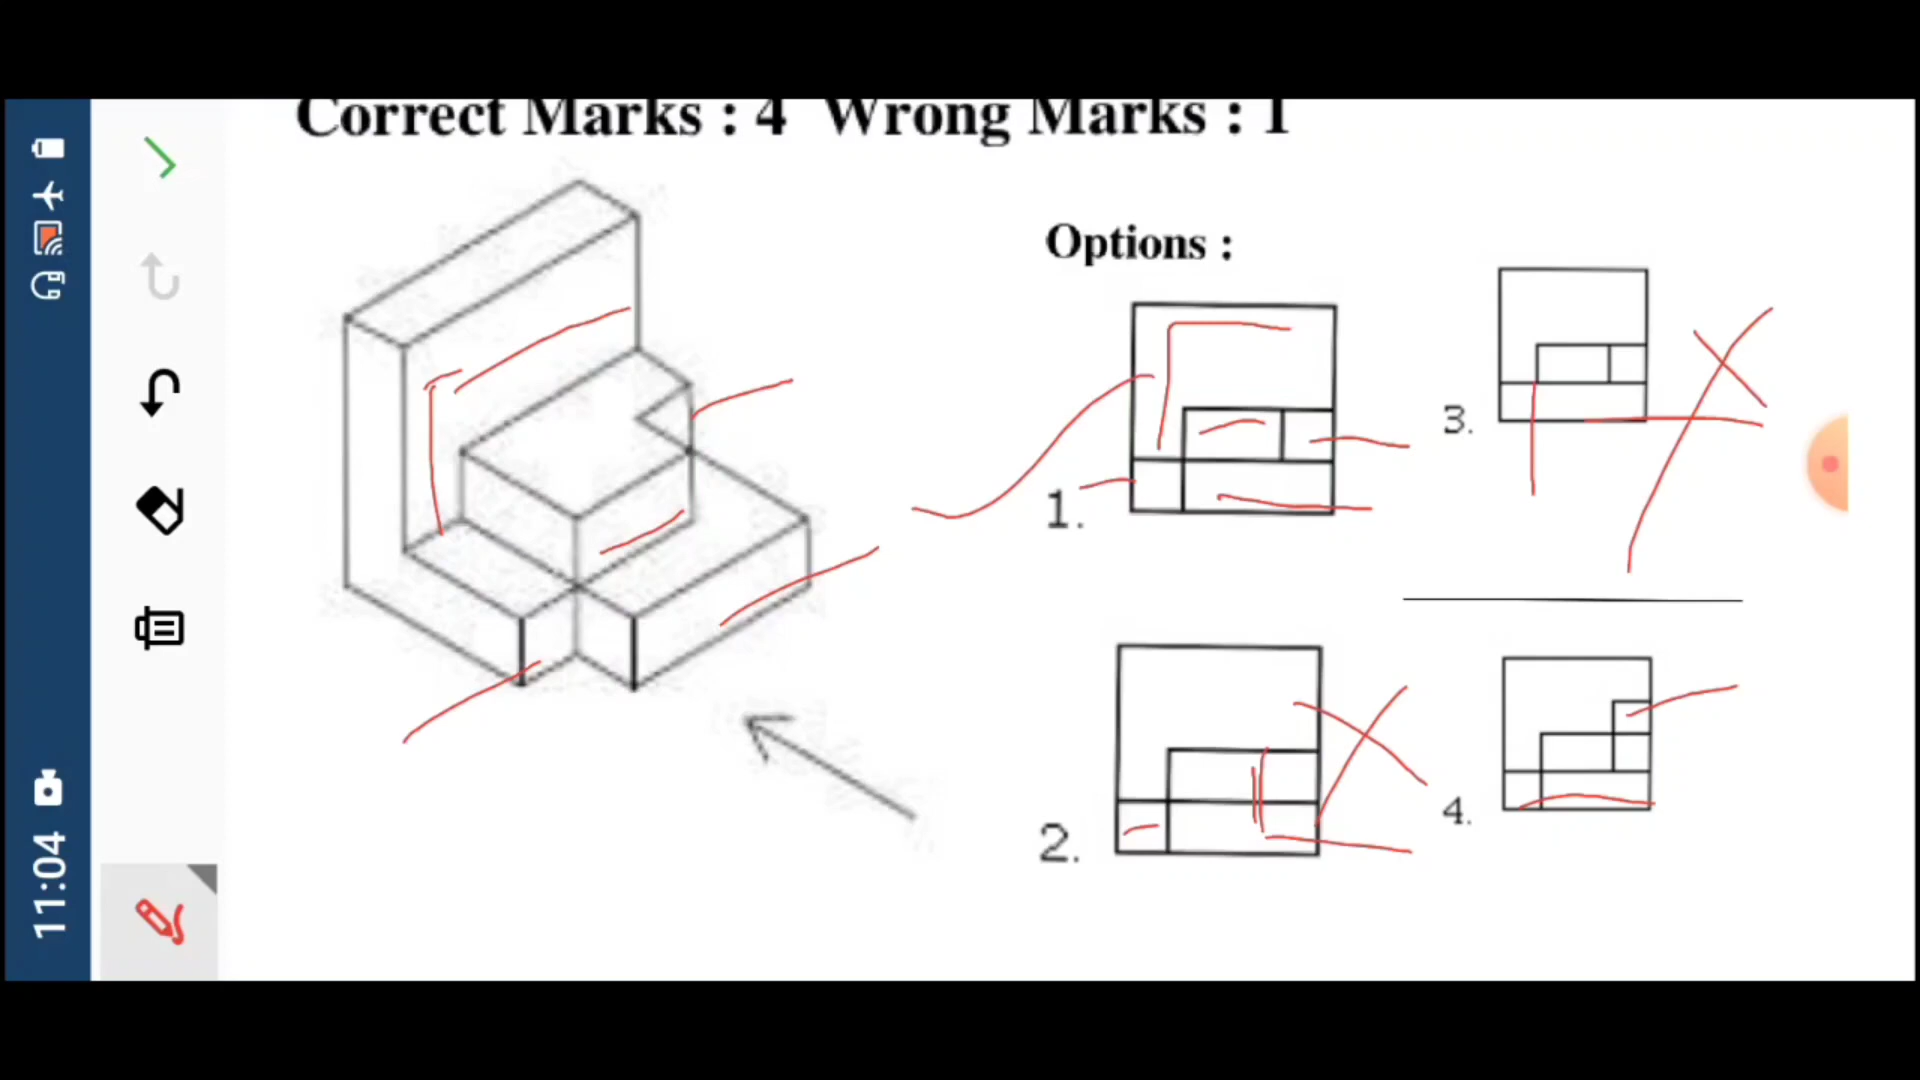 Correct Marks : 4 Wrong Marks : 1
Options :
1.
2.
3.
4.
11:04